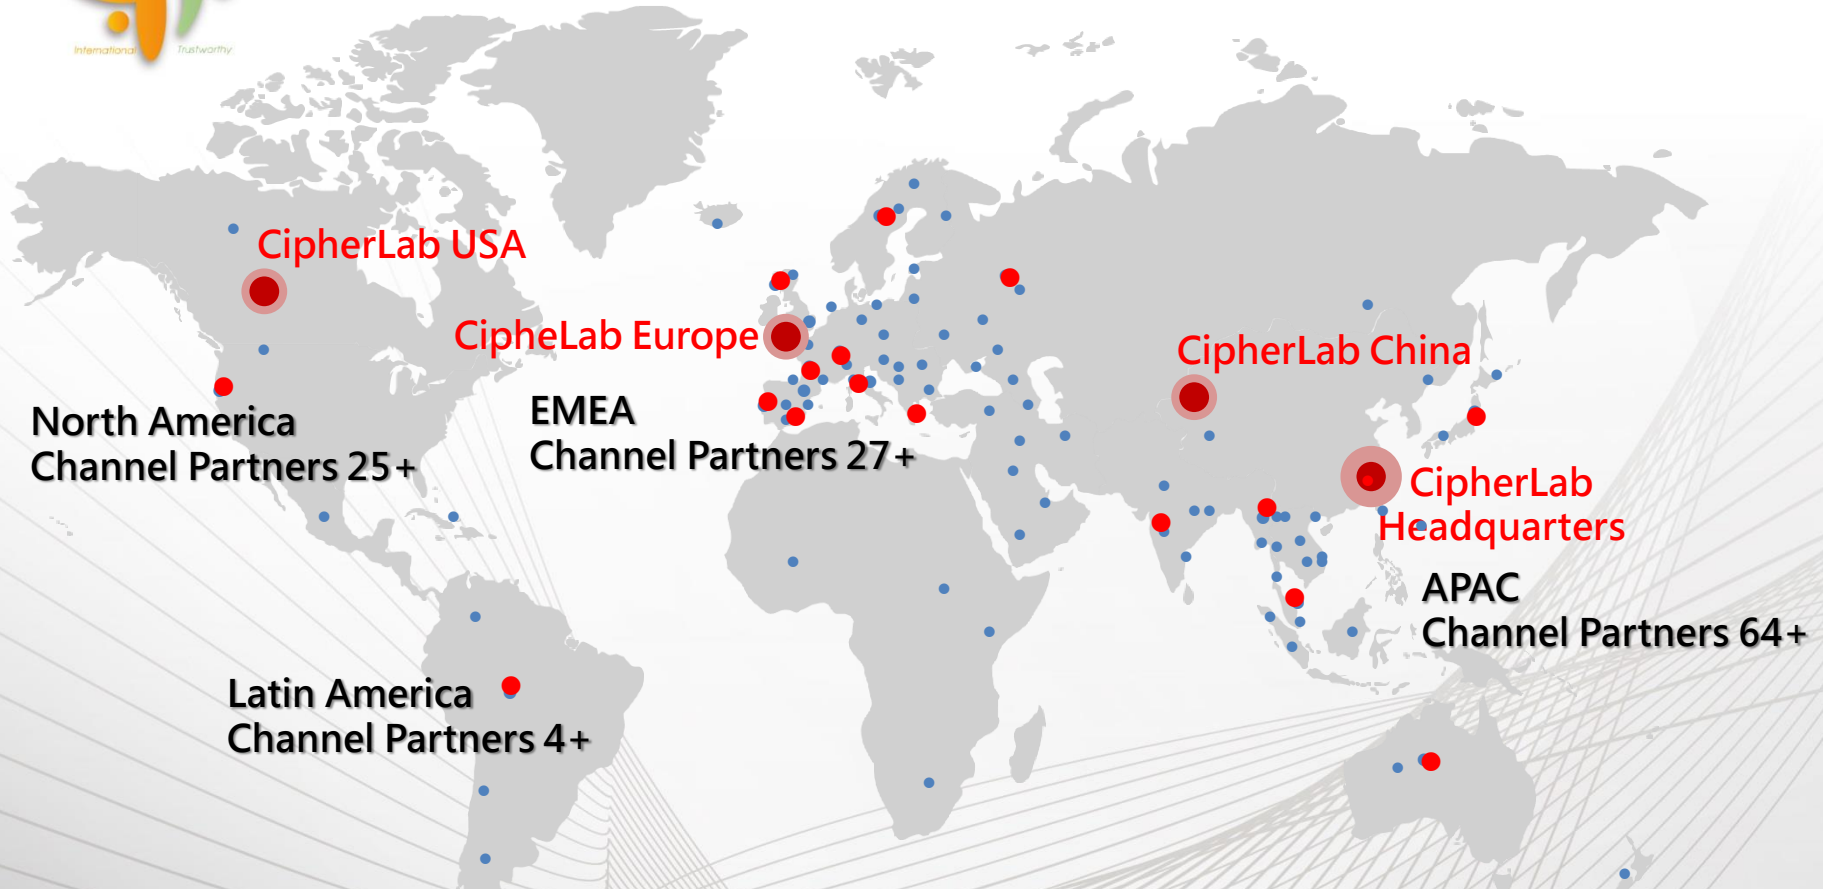 International
Trustworthy
CipherLab USA
CipheLab Europe
CipherLab China
North America
Channel Partners 25+
EMEA
Channel Partners 27+
CipherLab
Headquarters
APAC
Channel Partners 64+
Latin America
Channel Partners 4+